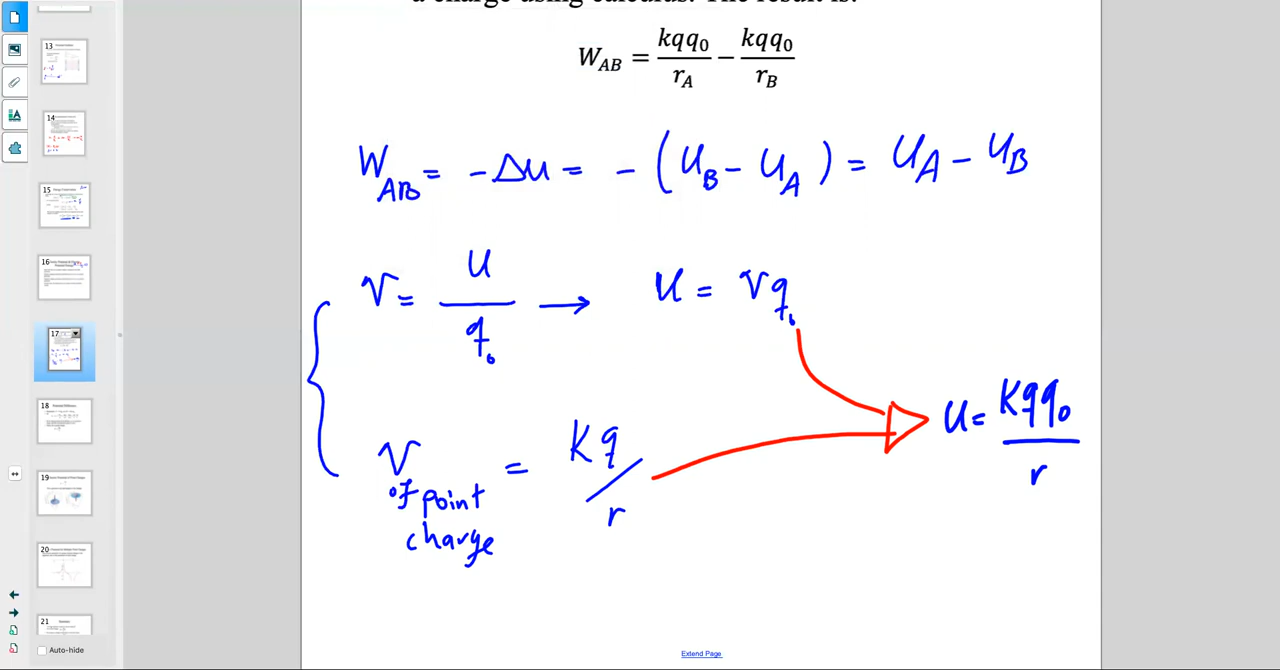 13
14
15
16
17
18
19
20
21
Auto-hide
a charge using calculus. The result is:
W_AB = kqq₀/r_A − kqq₀/r_B
W_AB = −ΔU = −(U_B − U_A) = U_A − U_B
V = U/q₀ → U = Vq₀
U = Kqq₀/r
V of point charge = Kq/r
Extend Page